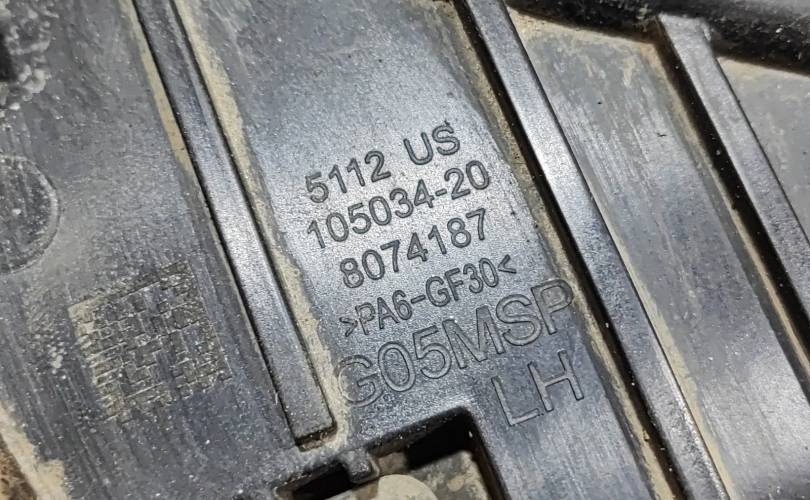 5112 US
105034-20
8074187
>PA6-GF30<
G05MSP
LH